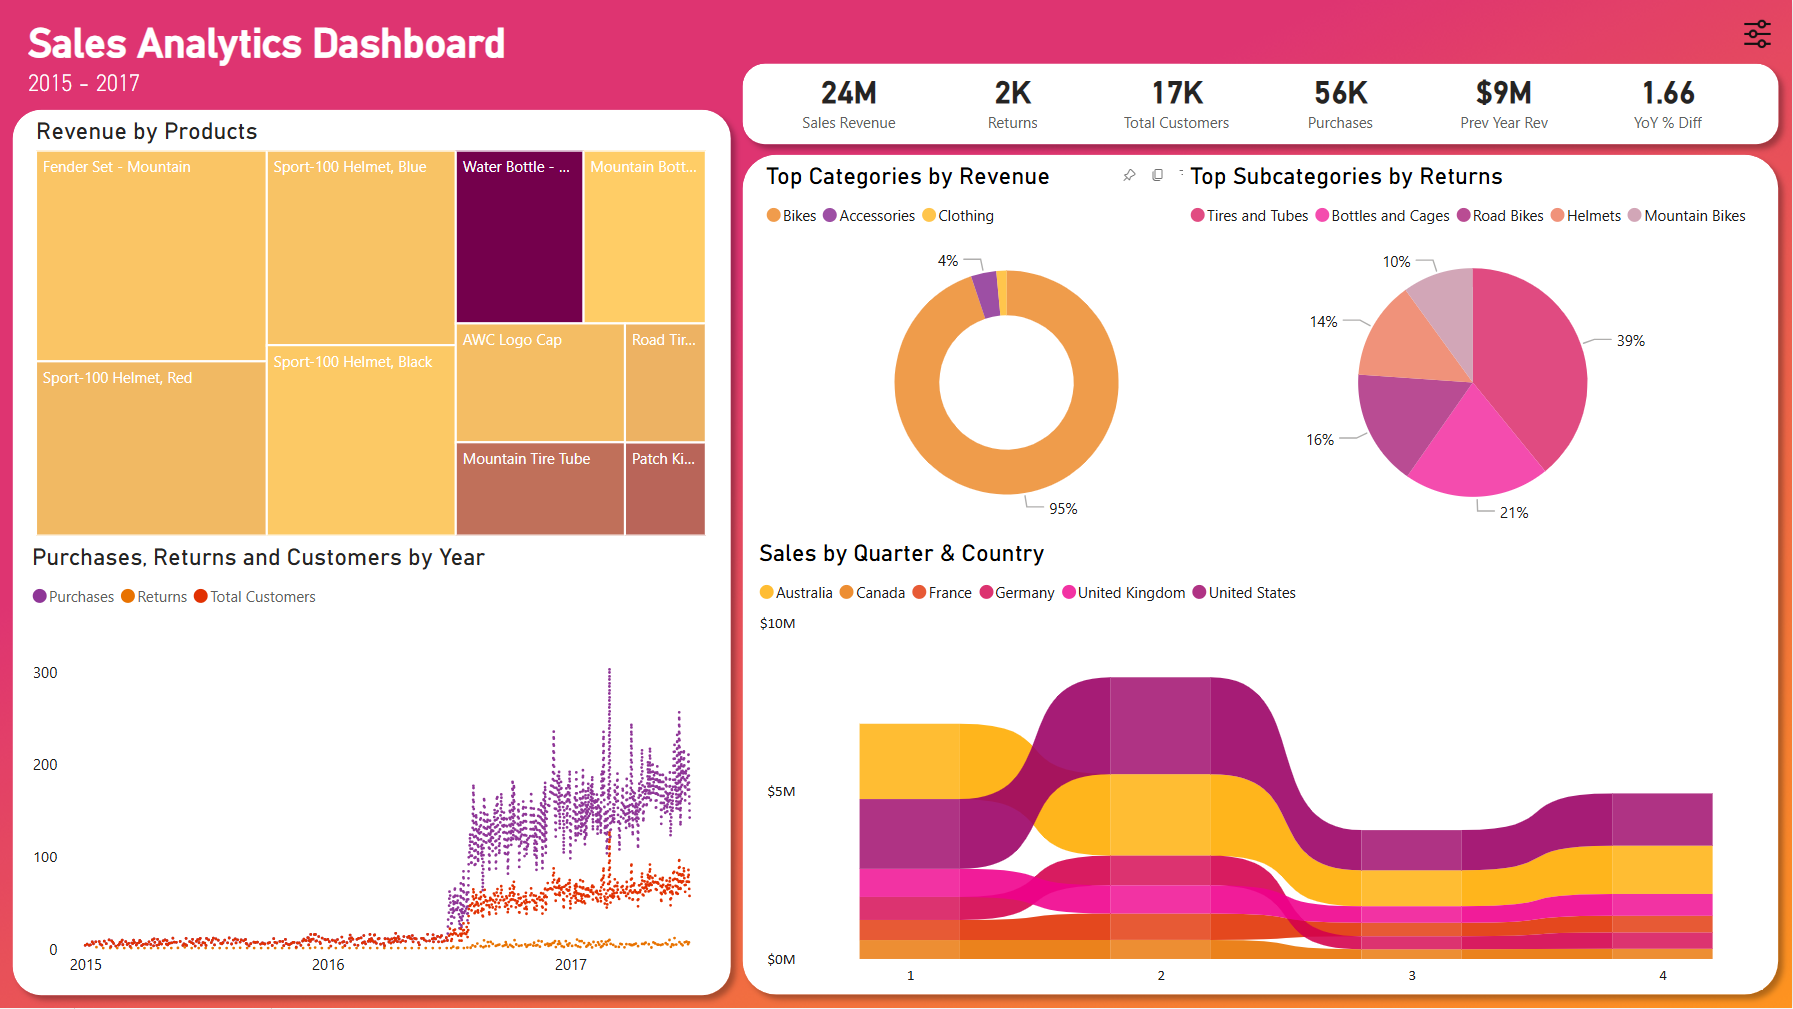 Sales Analytics Dashboard
2015 - 2017
24M
Sales Revenue
2K
Returns
17K
Total Customers
56K
Purchases
$9M
Prev Year Rev
1.66
YoY % Diff
Revenue by Products
Fender Set - Mountain
Sport-100 Helmet, Blue
Water Bottle - ...
Mountain Bott...
Sport-100 Helmet, Red
Sport-100 Helmet, Black
AWC Logo Cap
Road Tir...
Mountain Tire Tube
Patch Ki...
Top Categories by Revenue
Bikes Accessories Clothing
4%
95%
Top Subcategories by Returns
Tires and Tubes Bottles and Cages Road Bikes Helmets Mountain Bikes
10%
14%
39%
16%
21%
Purchases, Returns and Customers by Year
Purchases Returns Total Customers
300
200
100
0
2015 2016 2017
Sales by Quarter & Country
Australia Canada France Germany United Kingdom United States
$10M
$5M
$0M
1 2 3 4